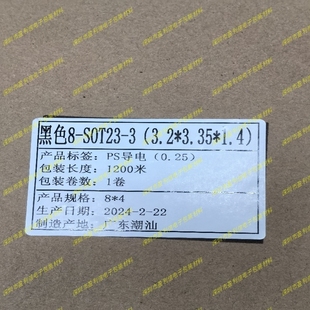 黑色8-SOT23-3(3.2*3.35*1.4)
产品标签: PS导电(0.25)
包装长度: 1200米
包装卷数: 1卷
产品规格: 8*4
生产日期: 2024-2-22
制造产地: 广东潮汕